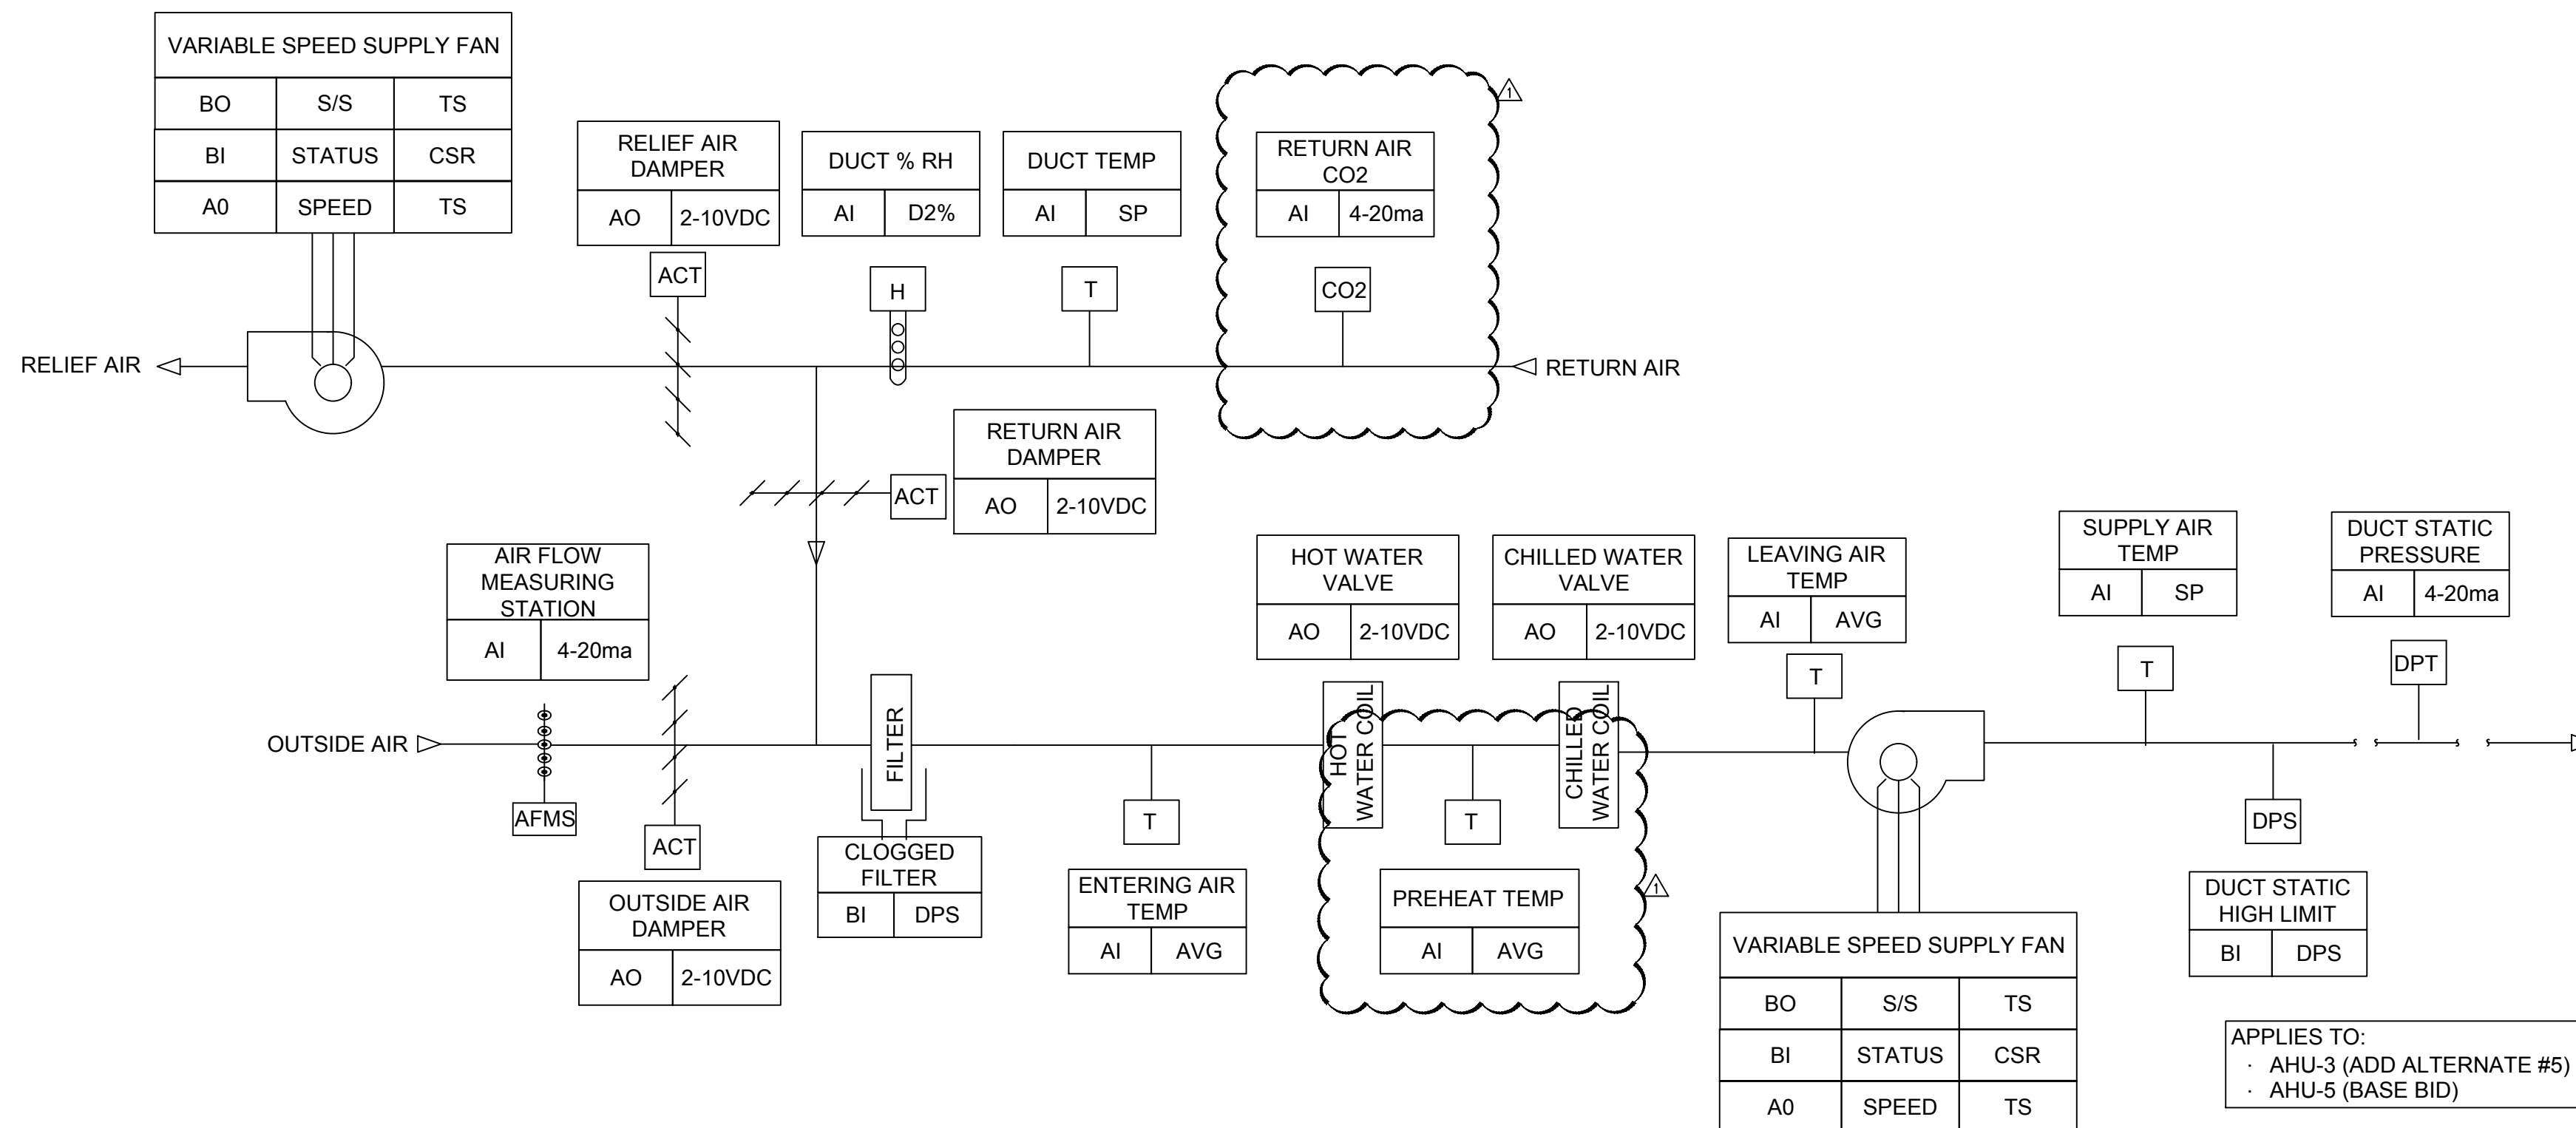 VARIABLE SPEED SUPPLY FAN
BO S/S TS
BI STATUS CSR
A0 SPEED TS
RELIEF AIR
DAMPER
AO 2-10VDC
ACT
DUCT % RH
AI D2%
H
DUCT TEMP
AI SP
T
RETURN AIR
CO2
AI 4-20ma
CO2
1
RELIEF AIR
RETURN AIR
RETURN AIR
DAMPER
AO 2-10VDC
ACT
AIR FLOW
MEASURING
STATION
AI 4-20ma
HOT WATER
VALVE
AO 2-10VDC
CHILLED WATER
VALVE
AO 2-10VDC
LEAVING AIR
TEMP
AI AVG
T
SUPPLY AIR
TEMP
AI SP
T
DUCT STATIC
PRESSURE
AI 4-20ma
DPT
OUTSIDE AIR
AFMS
ACT
OUTSIDE AIR
DAMPER
AO 2-10VDC
FILTER
CLOGGED
FILTER
BI DPS
T
ENTERING AIR
TEMP
AI AVG
HOT
WATER COIL
T
PREHEAT TEMP
AI AVG
CHILLED
WATER COIL
1
VARIABLE SPEED SUPPLY FAN
BO S/S TS
BI STATUS CSR
A0 SPEED TS
DPS
DUCT STATIC
HIGH LIMIT
BI DPS
APPLIES TO:
· AHU-3 (ADD ALTERNATE #5)
· AHU-5 (BASE BID)